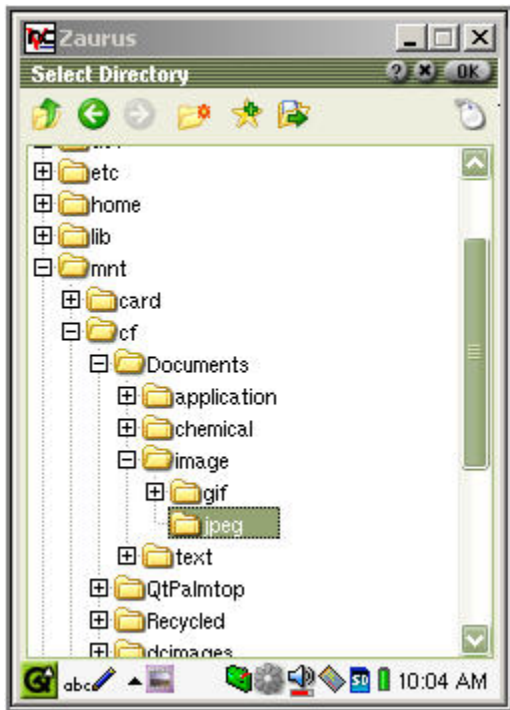 Zaurus
Select Directory
? OK
etc
home
lib
mnt
card
cf
Documents
application
chemical
image
gif
jpeg
text
QtPalmtop
Recycled
dcimages
abc SD 10:04 AM